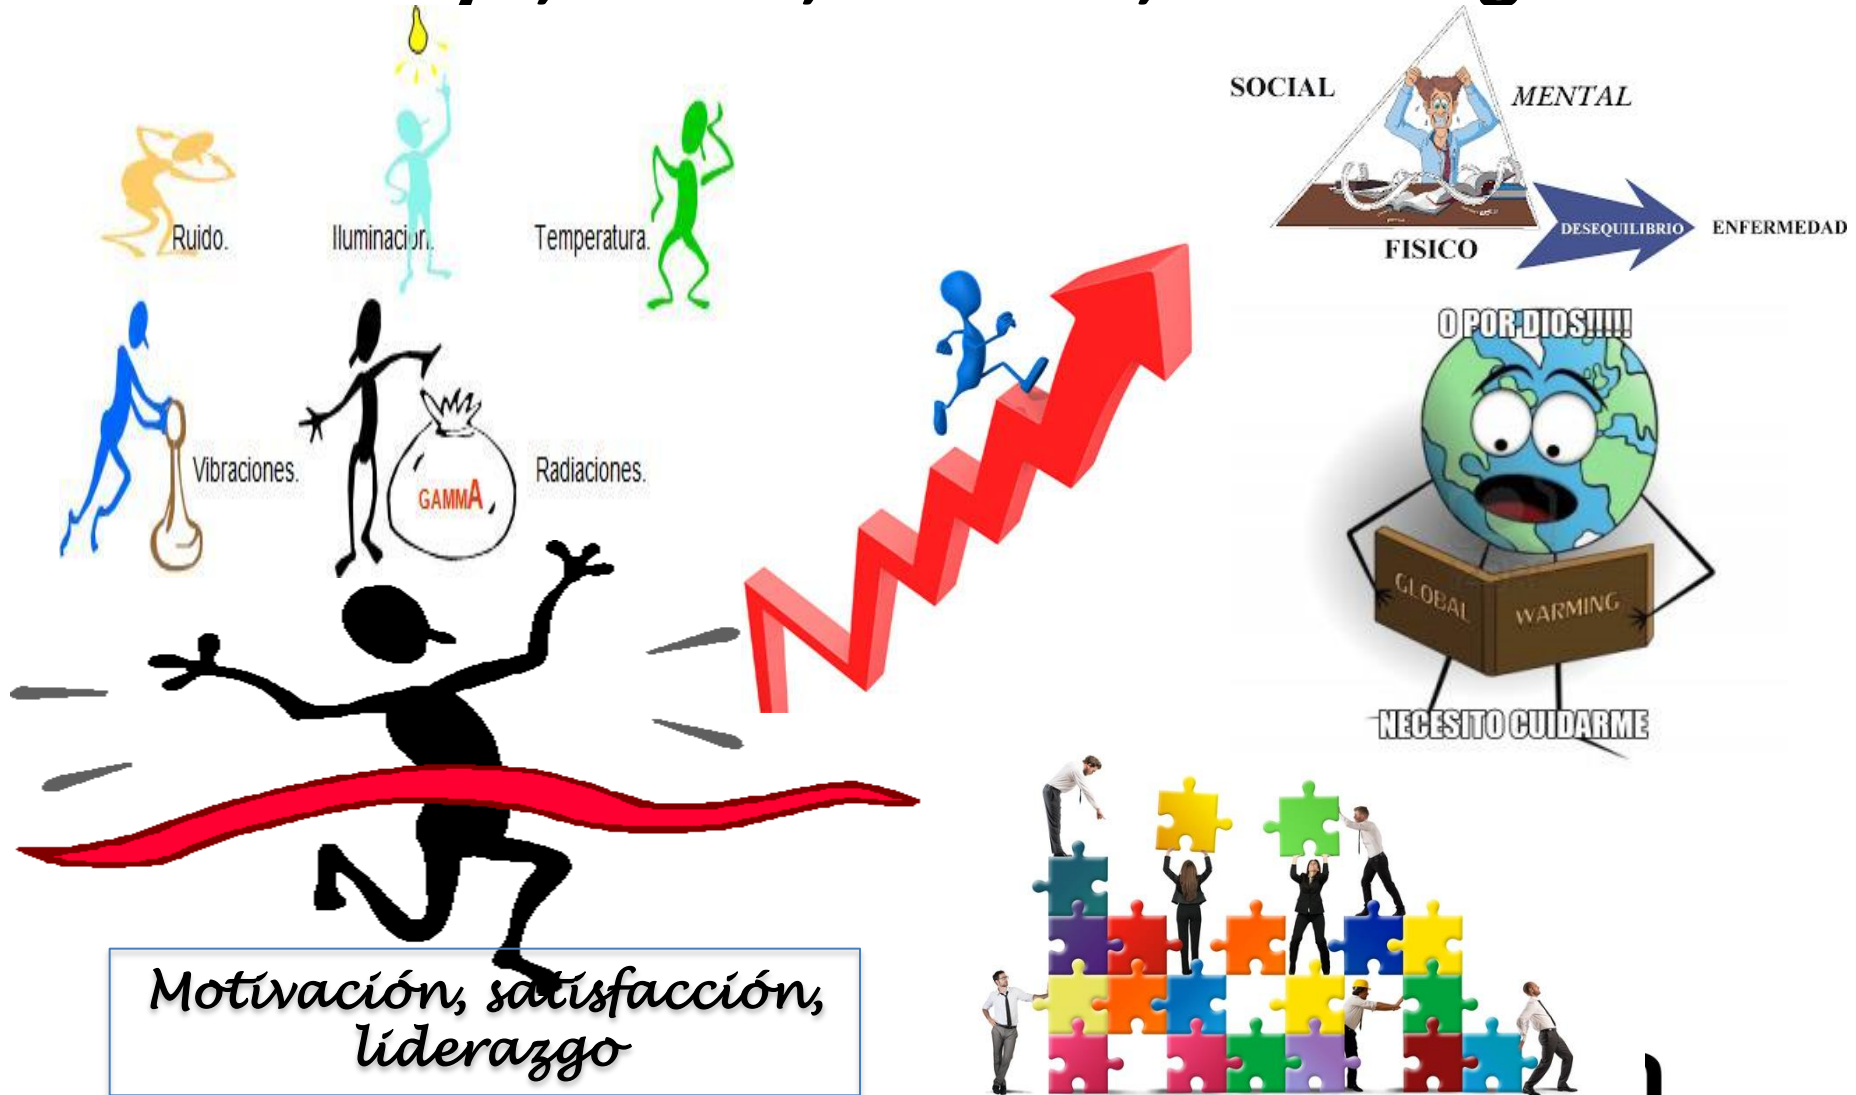 SOCIAL
MENTAL
FISICO
DESEQUILIBRIO
ENFERMEDAD
Ruido.
Iluminación.
Temperatura.
Vibraciones.
GAMMA
Radiaciones.
O POR DIOS!!!!!
GLOBAL WARMING
NECESITO CUIDARME
Motivación, satisfacción,
liderazgo